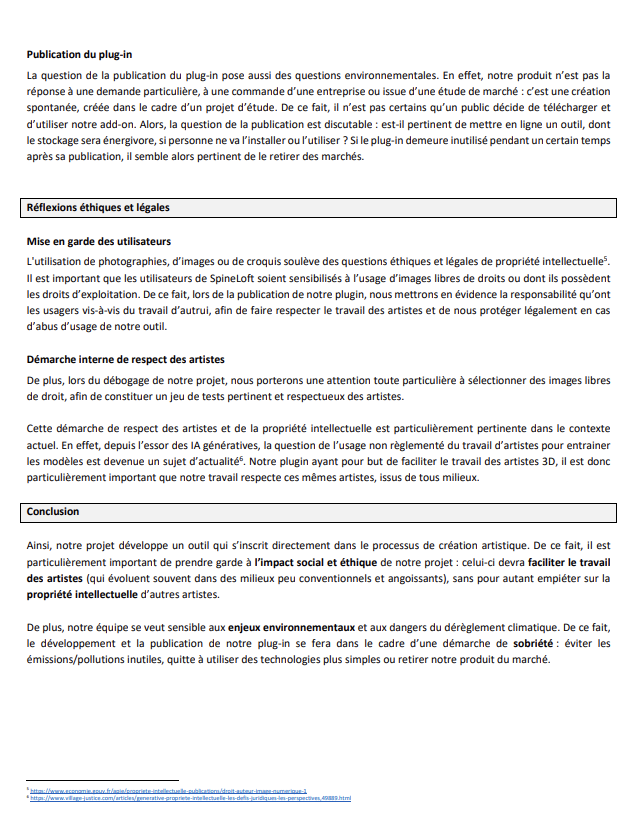 Publication du plug-in
La question de la publication du plug-in pose aussi des questions environnementales. En effet, notre produit n'est pas la
réponse à une demande particulière, à une commande d'une entreprise ou issue d'une étude de marché : c'est une création
spontanée, créée dans le cadre d'un projet d'étude. De ce fait, il n'est pas certains qu'un public décide de télécharger et
d'utiliser notre add-on. Alors, la question de la publication est discutable : est-il pertinent de mettre en ligne un outil, dont
le stockage sera énergivore, si personne ne va l'installer ou l'utiliser ? Si le plug-in demeure inutilisé pendant un certain temps
après sa publication, il semble alors pertinent de le retirer des marchés.
Réflexions éthiques et légales
Mise en garde des utilisateurs
L'utilisation de photographies, d'images ou de croquis soulève des questions éthiques et légales de propriété intellectuelle⁵.
Il est important que les utilisateurs de SpineLoft soient sensibilisés à l'usage d'images libres de droits ou dont ils possèdent
les droits d'exploitation. De ce fait, lors de la publication de notre plugin, nous mettrons en évidence la responsabilité qu'ont
les usagers vis-à-vis du travail d'autrui, afin de faire respecter le travail des artistes et de nous protéger légalement en cas
d'abus d'usage de notre outil.
Démarche interne de respect des artistes
De plus, lors du débogage de notre projet, nous porterons une attention toute particulière à sélectionner des images libres
de droit, afin de constituer un jeu de tests pertinent et respectueux des artistes.
Cette démarche de respect des artistes et de la propriété intellectuelle est particulièrement pertinente dans le contexte
actuel. En effet, depuis l'essor des IA génératives, la question de l'usage non règlementé du travail d'artistes pour entrainer
les modèles est devenue un sujet d'actualité⁶. Notre plugin ayant pour but de faciliter le travail des artistes 3D, il est donc
particulièrement important que notre travail respecte ces mêmes artistes, issus de tous milieux.
Conclusion
Ainsi, notre projet développe un outil qui s'inscrit directement dans le processus de création artistique. De ce fait, il est
particulièrement important de prendre garde à l'impact social et éthique de notre projet : celui-ci devra faciliter le travail
des artistes (qui évoluent souvent dans des milieux peu conventionnels et angoissants), sans pour autant empiéter sur la
propriété intellectuelle d'autres artistes.
De plus, notre équipe se veut sensible aux enjeux environnementaux et aux dangers du dérèglement climatique. De ce fait,
le développement et la publication de notre plug-in se fera dans le cadre d'une démarche de sobriété : éviter les
émissions/pollutions inutiles, quitte à utiliser des technologies plus simples ou retirer notre produit du marché.
⁵ https://www.economie.gouv.fr/apie/propriete-intellectuelle-publications/droit-auteur-image-numerique-1
⁶ https://www.village-justice.com/articles/generative-propriete-intellectuelle-les-defis-juridiques-les-perspectives,49889.html